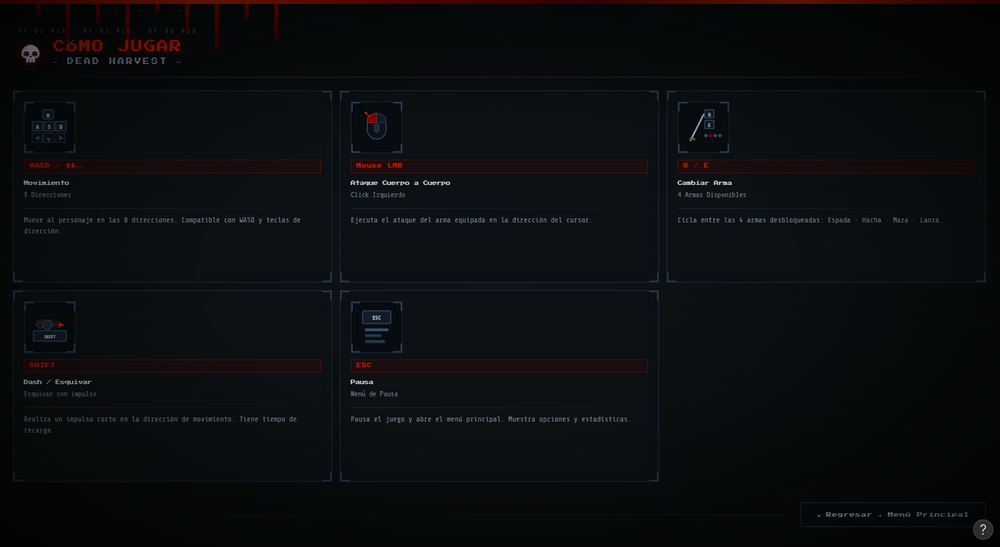 RF-01 #18 · RF-02 #19 · RF-08 #20
CóMO JUGAR
- DEAD HARVEST -
W
A S D
WASD / ↑↓..
Movimiento
8 Direcciones
Mueve al personaje en las 8 direcciones. Compatible con WASD y teclas de
dirección.
Mouse LMB
Ataque Cuerpo a Cuerpo
Click Izquierdo
Ejecuta el ataque del arma equipada en la dirección del cursor.
Q
E
Q / E
Cambiar Arma
4 Armas Disponibles
Cicla entre las 4 armas desbloqueadas: Espada · Hacha · Maza · Lanza.
SHIFT
SHIFT
Dash / Esquivar
Esquivar con impulso
Realiza un impulso corto en la dirección de movimiento. Tiene tiempo de
recarga.
ESC
ESC
Pausa
Menú de Pausa
Pausa el juego y abre el menú principal. Muestra opciones y estadísticas.
Regresar → Menú Principal
?